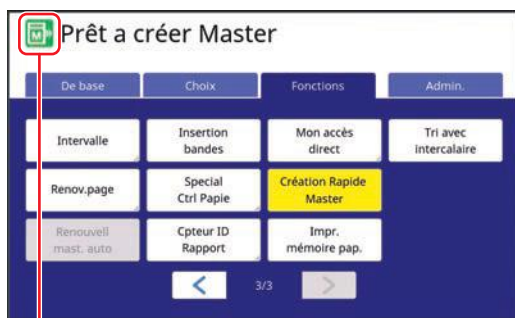 M
Prêt a créer Master
De base
Choix
Fonctions
Admin.
Intervalle
Insertion
bandes
Mon accès
direct
Tri avec
intercalaire
Renov.page
Special
Ctrl Papie
Création Rapide
Master
Renouvell
mast. auto
Cpteur ID
Rapport
Impr.
mémoire pap.
3/3